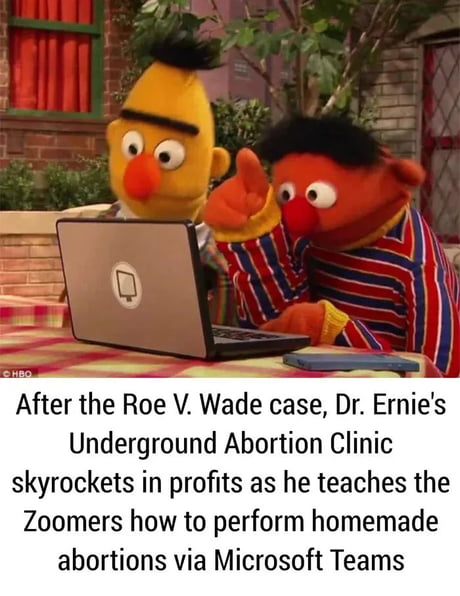 © HBO
After the Roe V. Wade case, Dr. Ernie's
Underground Abortion Clinic
skyrockets in profits as he teaches the
Zoomers how to perform homemade
abortions via Microsoft Teams